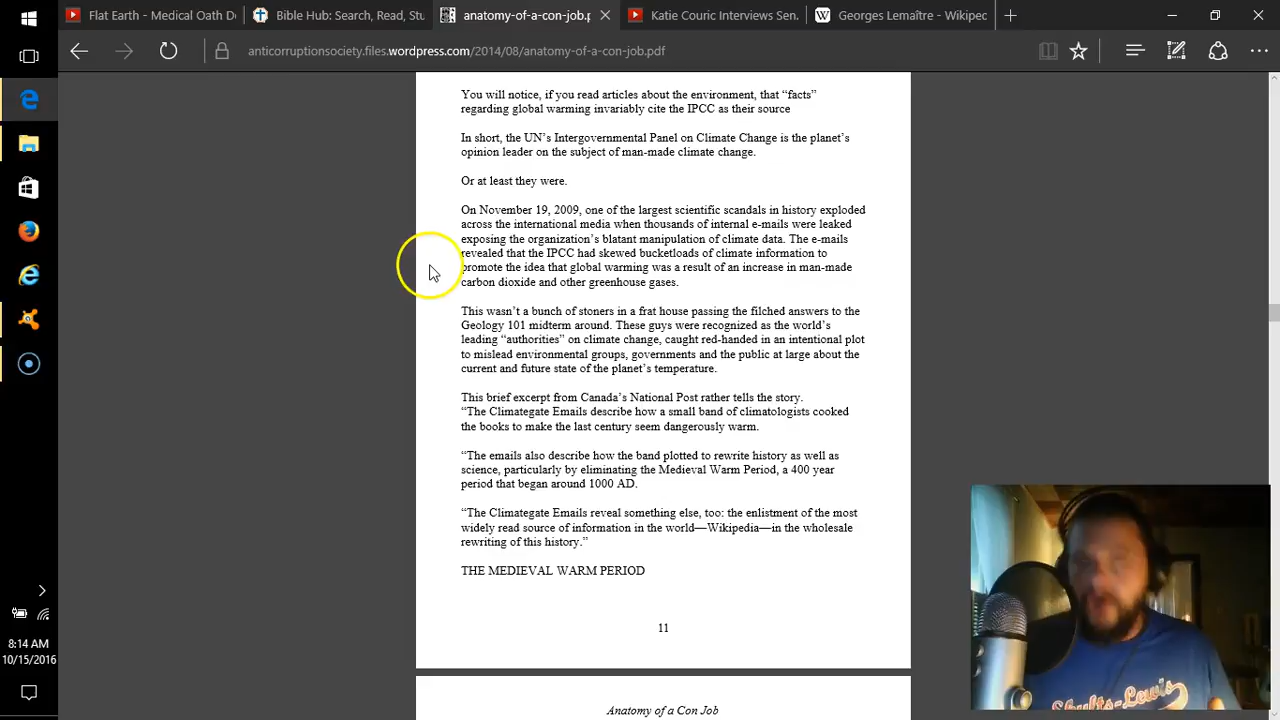 Flat Earth - Medical Oath D
Bible Hub: Search, Read, Stu
anatomy-of-a-con-job.p
Katie Couric Interviews Sen.
Georges Lemaître - Wikipec
anticorruptionsociety.files.wordpress.com/2014/08/anatomy-of-a-con-job.pdf
You will notice, if you read articles about the environment, that “facts”
regarding global warming invariably cite the IPCC as their source
In short, the UN’s Intergovernmental Panel on Climate Change is the planet’s
opinion leader on the subject of man-made climate change.
Or at least they were.
On November 19, 2009, one of the largest scientific scandals in history exploded
across the international media when thousands of internal e-mails were leaked
exposing the organization’s blatant manipulation of climate data. The e-mails
revealed that the IPCC had skewed bucketloads of climate information to
promote the idea that global warming was a result of an increase in man-made
carbon dioxide and other greenhouse gases.
This wasn’t a bunch of stoners in a frat house passing the filched answers to the
Geology 101 midterm around. These guys were recognized as the world’s
leading “authorities” on climate change, caught red-handed in an intentional plot
to mislead environmental groups, governments and the public at large about the
current and future state of the planet’s temperature.
This brief excerpt from Canada’s National Post rather tells the story.
“The Climategate Emails describe how a small band of climatologists cooked
the books to make the last century seem dangerously warm.
“The emails also describe how the band plotted to rewrite history as well as
science, particularly by eliminating the Medieval Warm Period, a 400 year
period that began around 1000 AD.
“The Climategate Emails reveal something else, too: the enlistment of the most
widely read source of information in the world—Wikipedia—in the wholesale
rewriting of this history.”
THE MEDIEVAL WARM PERIOD
11
Anatomy of a Con Job
8:14 AM
10/15/2016
Shults-Lewis